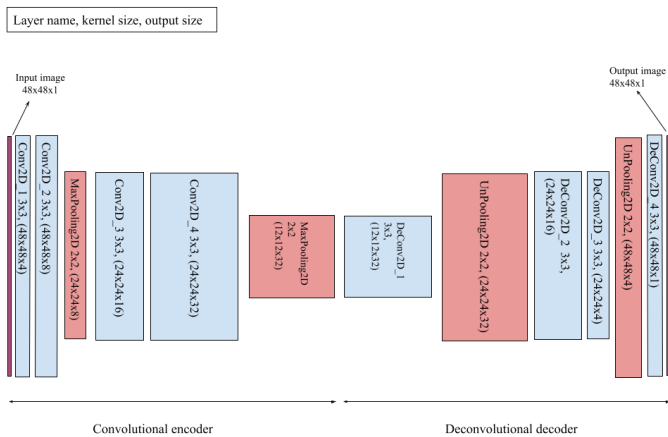 Layer name, kernel size, output size
Input image
48x48x1
Output image
48x48x1
Conv2D_1 3x3, (48x48x4)
Conv2D_2 3x3, (48x48x8)
MaxPooling2D 2x2, (24x24x8)
Conv2D_3 3x3, (24x24x16)
Conv2D_4 3x3, (24x24x32)
MaxPooling2D
2x2
(12x12x32)
DeConv2D_1
3x3,
(12x12x32)
UnPooling2D 2x2, (24x24x32)
DeConv2D_2 3x3,
(24x24x16)
DeConv2D_3 3x3, (24x24x4)
UnPooling2D 2x2, (48x48x4)
DeConv2D_4 3x3, (48x48x1)
Convolutional encoder
Deconvolutional decoder